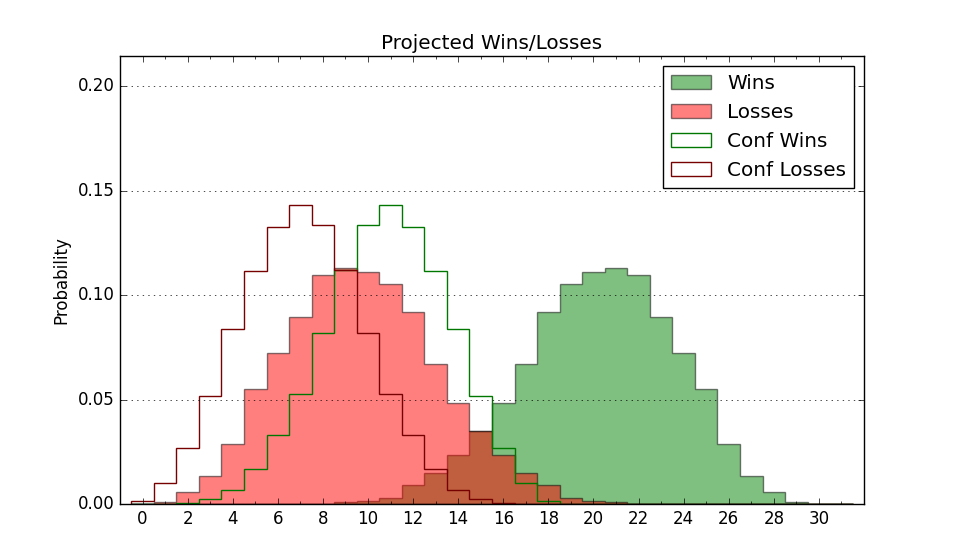 Projected Wins/Losses
Wins
Losses
Conf Wins
Conf Losses
Probability
0.20
0.15
0.10
0.05
0.00
0 2 4 6 8 10 12 14 16 18 20 22 24 26 28 30